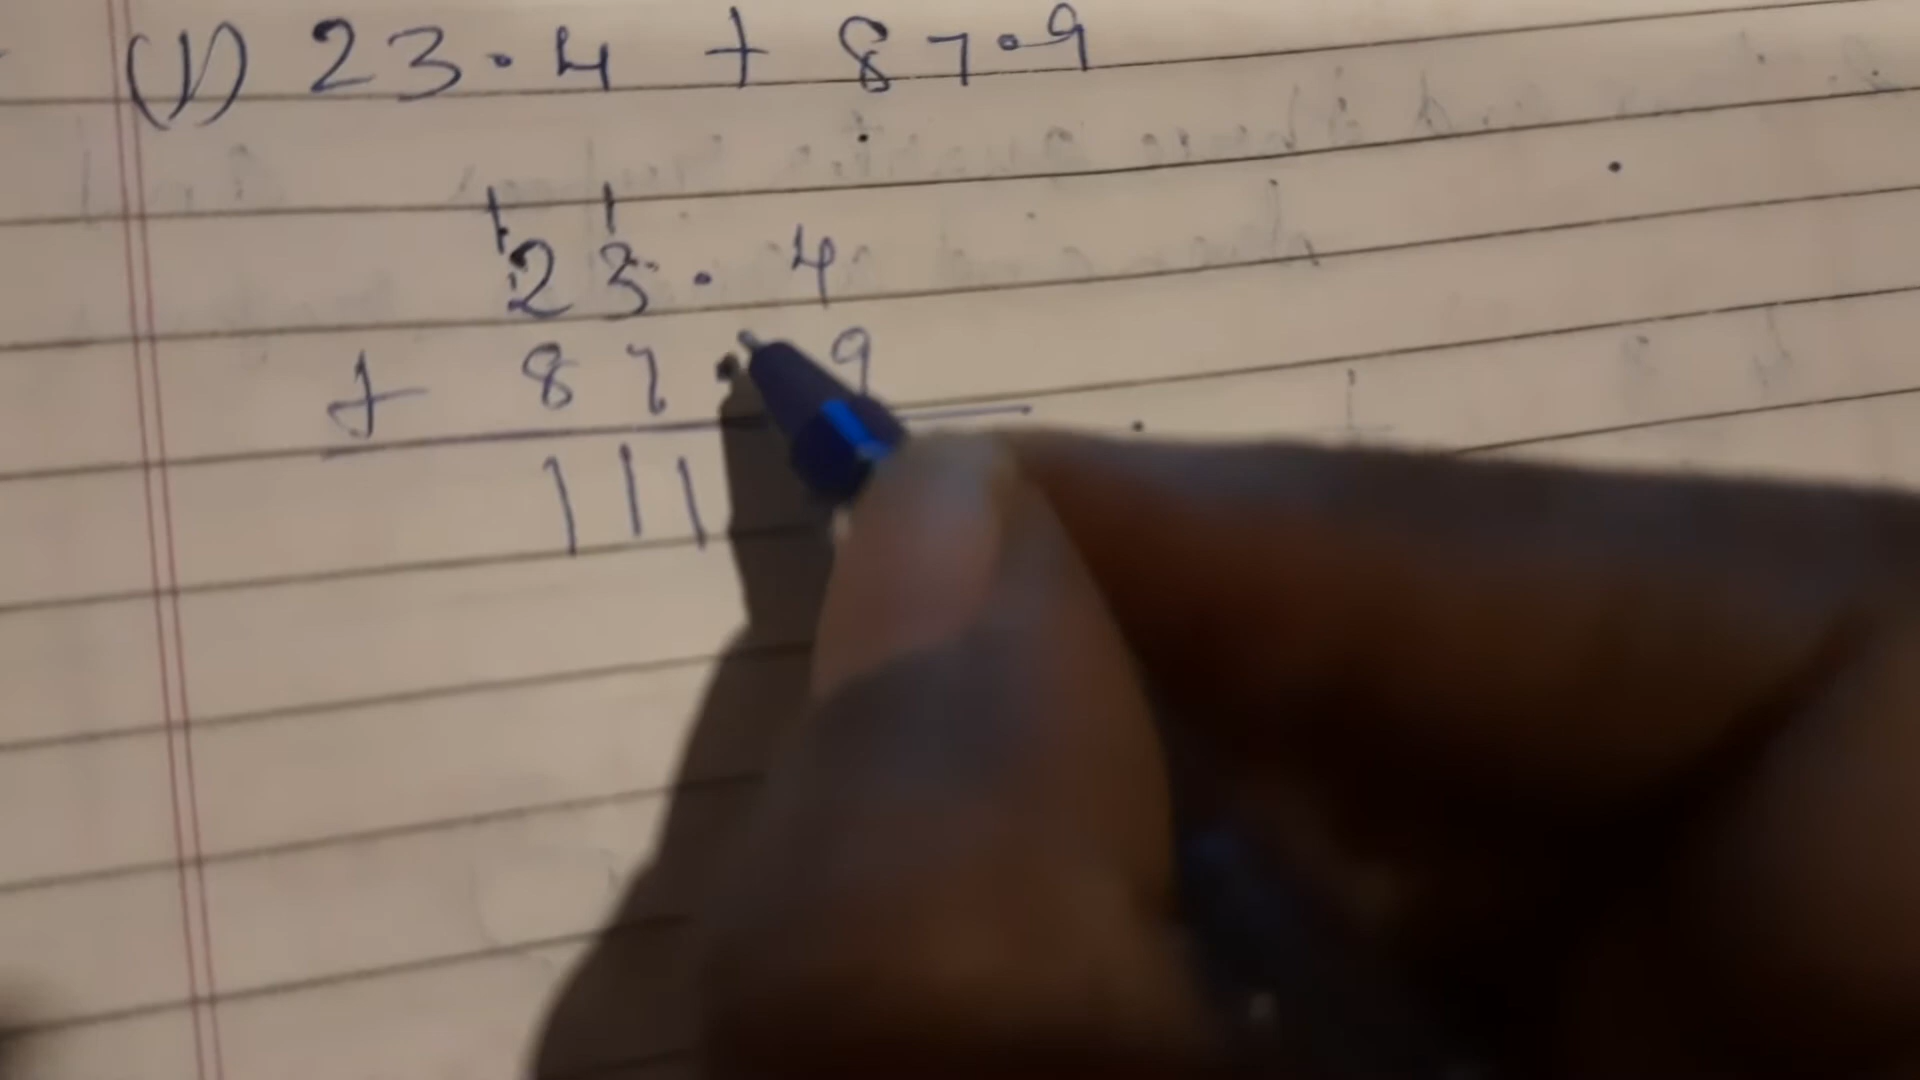 (1) 23.4 + 87.9
1 1
23.4
+ 87.9
111